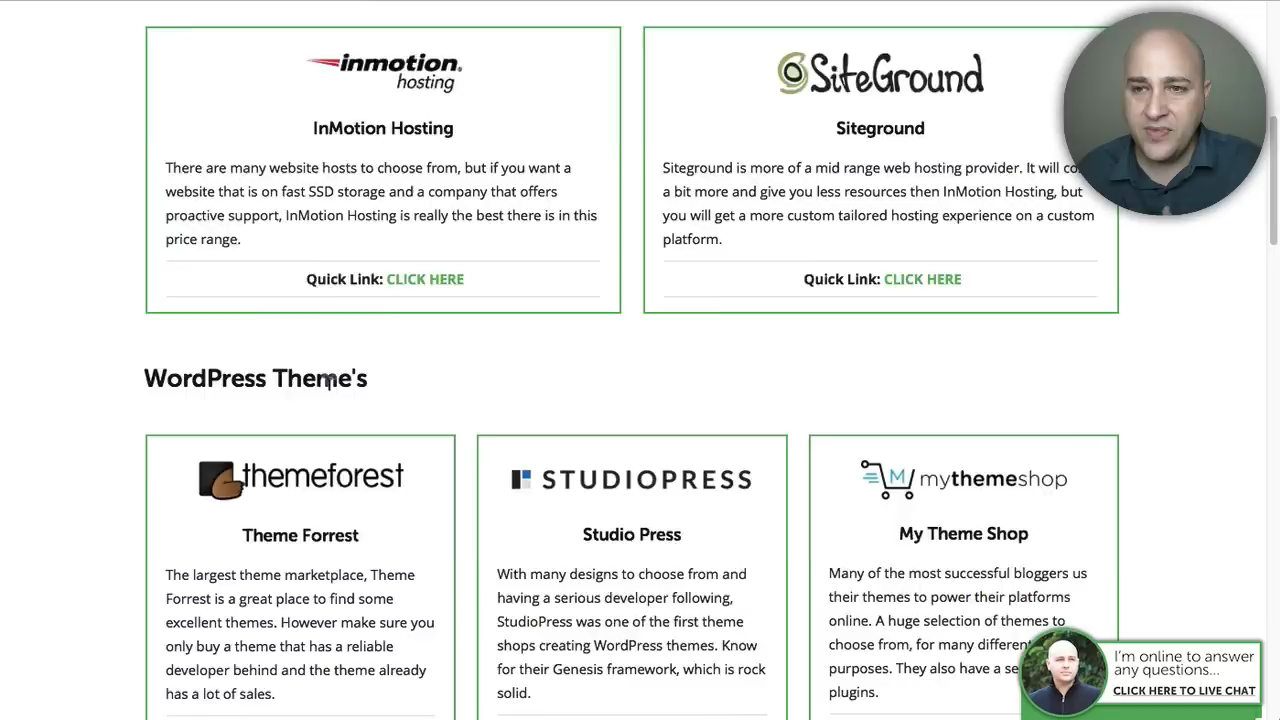 inmotion
hosting
InMotion Hosting
There are many website hosts to choose from, but if you want a
website that is on fast SSD storage and a company that offers
proactive support, InMotion Hosting is really the best there is in this
price range.
Quick Link: CLICK HERE
SiteGround
Siteground
Siteground is more of a mid range web hosting provider. It will
a bit more and give you less resources then InMotion Hosting, but
you will get a more custom tailored hosting experience on a custom
platform.
Quick Link: CLICK HERE
WordPress Theme's
themeforest
Theme Forrest
The largest theme marketplace, Theme
Forrest is a great place to find some
excellent themes. However make sure you
only buy a theme that has a reliable
developer behind and the theme already
has a lot of sales.
STUDIOPRESS
Studio Press
With many designs to choose from and
having a serious developer following,
StudioPress was one of the first theme
shops creating WordPress themes. Know
for their Genesis framework, which is rock
solid.
M mythemeshop
My Theme Shop
Many of the most successful bloggers us
their themes to power their platforms
online. A huge selection of themes to
choose from, for many different
purposes. They also have a
plugins.
I'm online to answer
any questions...
CLICK HERE TO LIVE CHAT